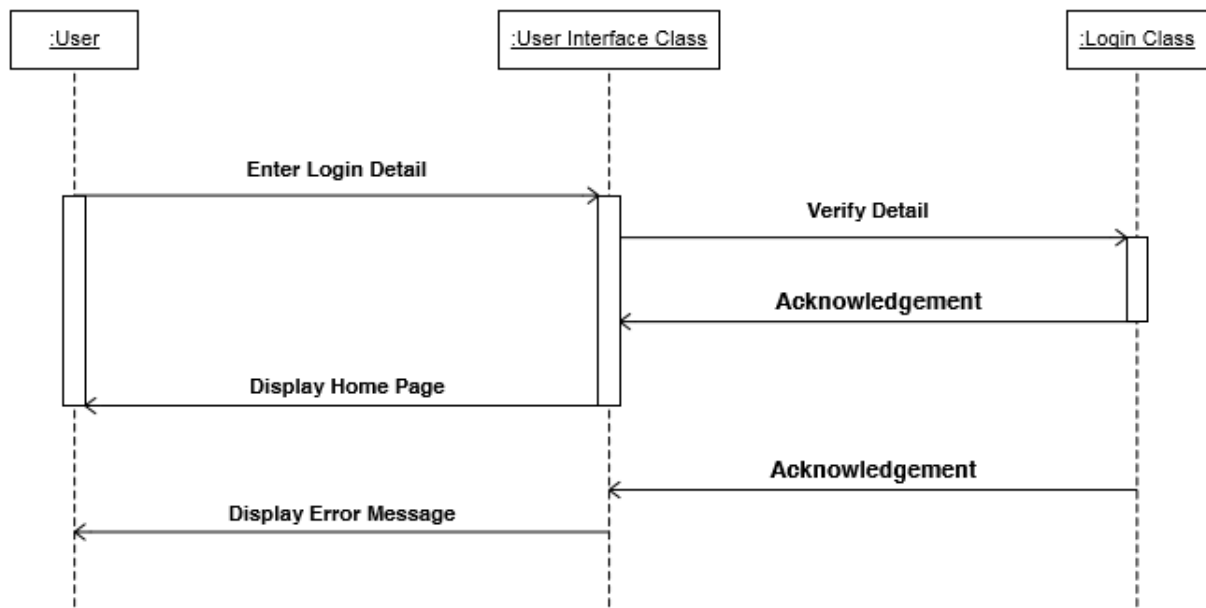 :User
:User Interface Class
:Login Class
Enter Login Detail
Verify Detail
Acknowledgement
Display Home Page
Acknowledgement
Display Error Message